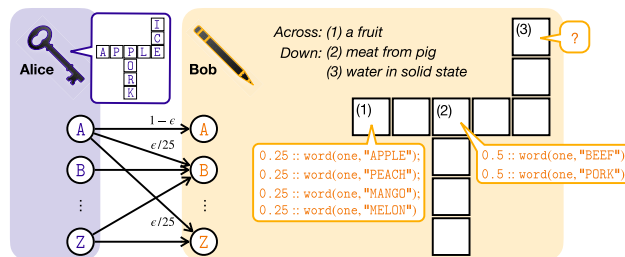 Alice
I
C
A P P L E
O
R
K
Bob
Across: (1) a fruit
Down: (2) meat from pig
(3) water in solid state
(3)
?
(1)
(2)
A
B
⋮
Z
1 − ϵ
ϵ/25
ϵ/25
A
B
⋮
Z
0.25 :: word(one,"APPLE");
0.25 :: word(one,"PEACH");
0.25 :: word(one,"MANGO");
0.25 :: word(one,"MELON")
0.5 :: word(one,"BEEF")
0.5 :: word(one,"PORK")